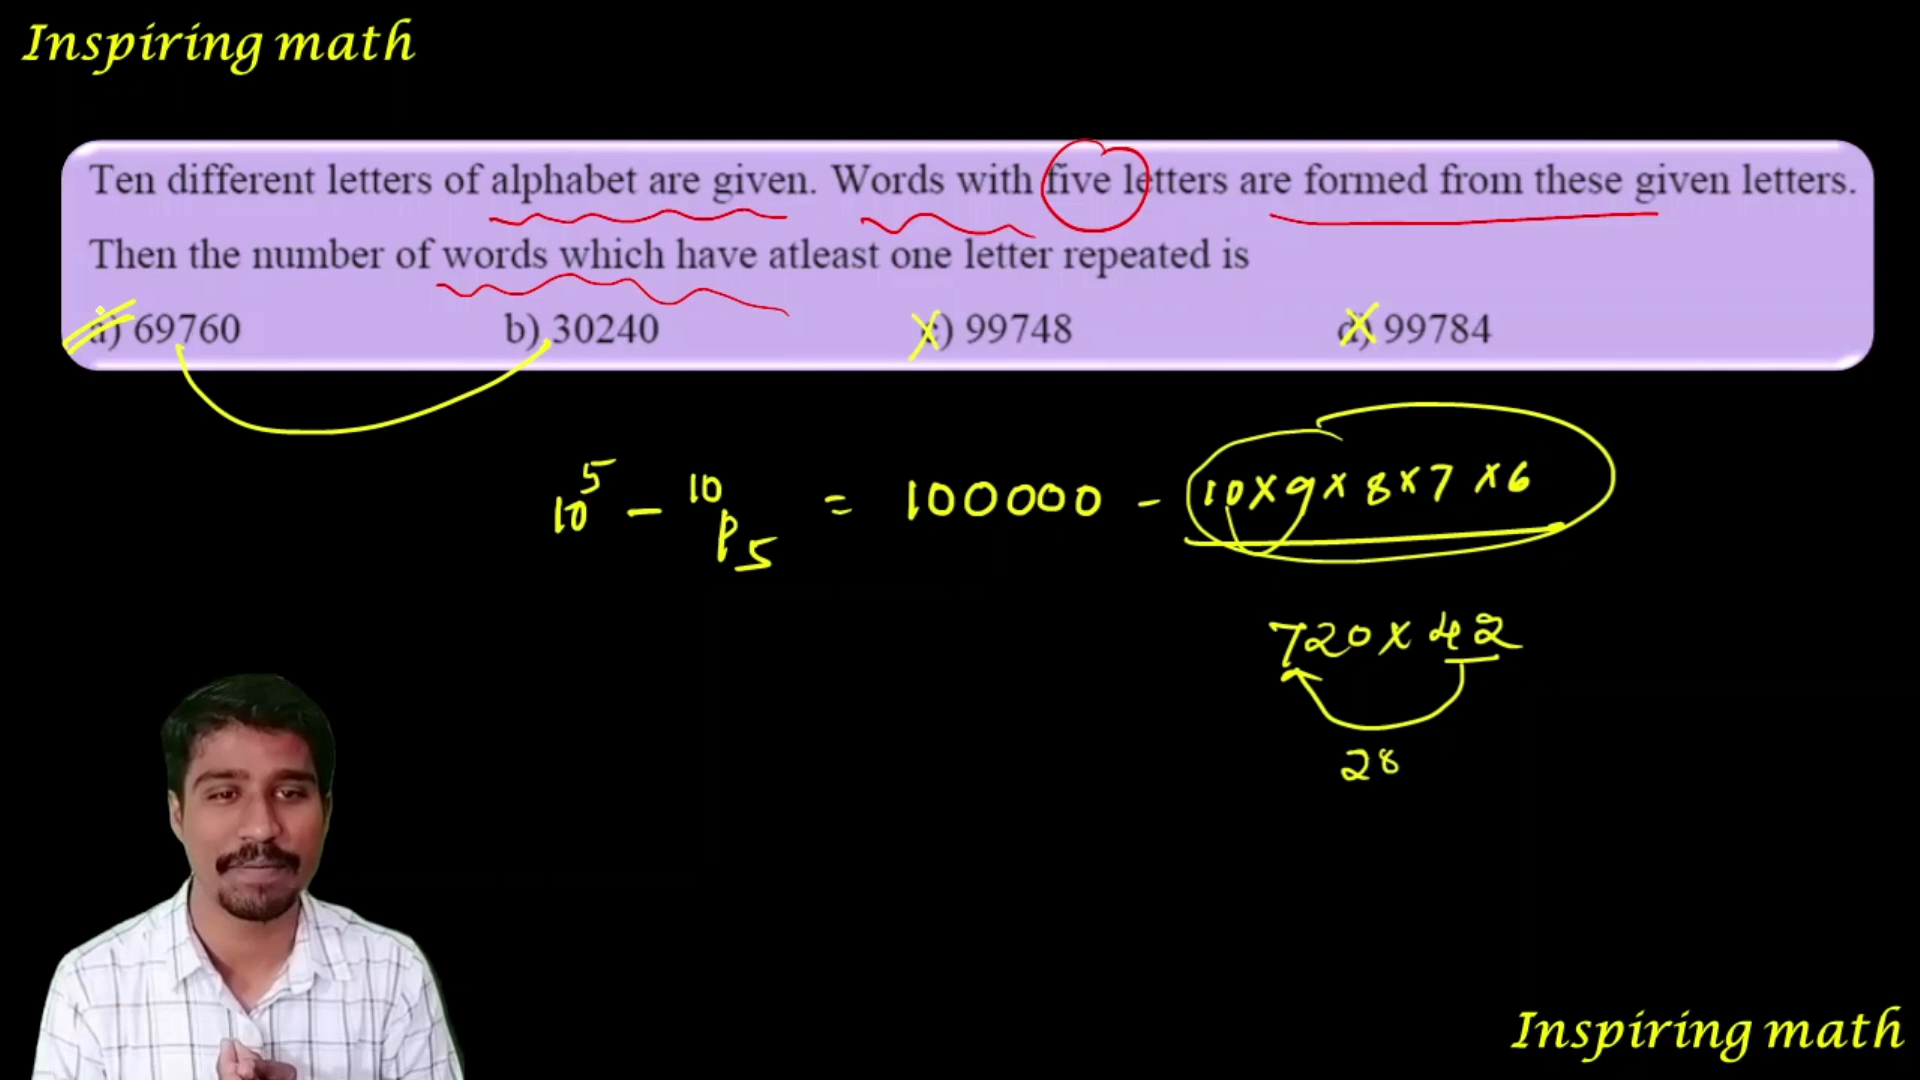 Inspiring math
Ten different letters of alphabet are given. Words with five letters are formed from these given letters.
Then the number of words which have atleast one letter repeated is
a) 69760 b) 30240 c) 99748 d) 99784
10⁵ - ¹⁰P₅ = 100000 - 10 x 9 x 8 x 7 x 6
720 x 42
28
Inspiring math